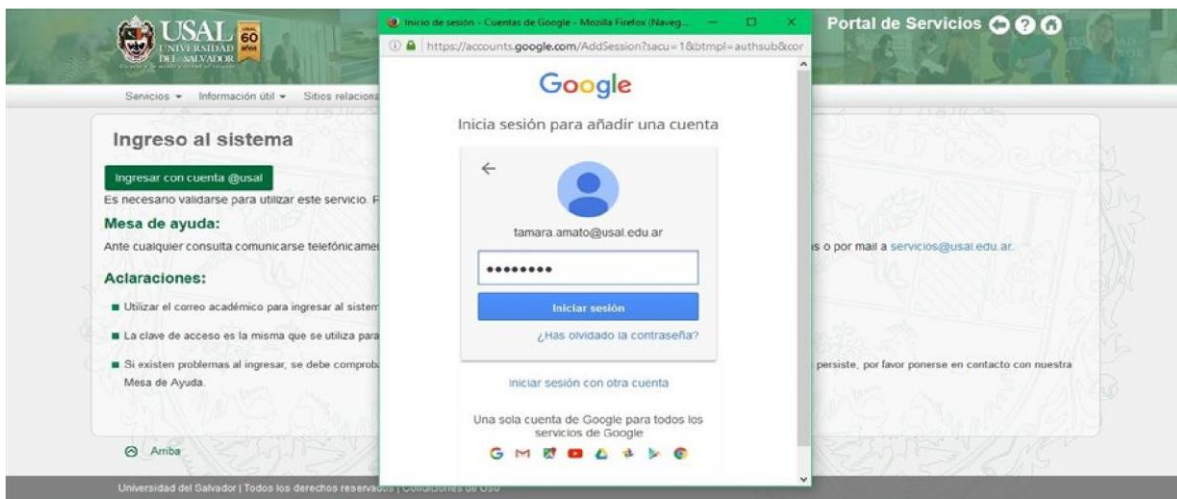 USAL
UNIVERSIDAD
DEL SALVADOR
USAL
60
años
Portal de Servicios
Servicios
Información útil
Sitios relaciona
Ingreso al sistema
Ingresar con cuenta @usal
Es necesario validarse para utilizar este servicio. P
Mesa de ayuda:
Ante cualquier consulta comunicarse telefónicamen
s o por mail a servicios@usal.edu.ar.
Aclaraciones:
Utilizar el correo académico para ingresar al sistem
La clave de acceso es la misma que se utiliza para
Si existen problemas al ingresar, se debe comproba
persiste, por favor ponerse en contacto con nuestra
Mesa de Ayuda.
Arriba
Universidad del Salvador | Todos los derechos reservados | Condiciones de Uso
Inicio de sesión - Cuentas de Google - Mozilla Firefox (Naveg...
https://accounts.google.com/AddSession?sacu=1&btmpl=authsub&cor
Google
Inicia sesión para añadir una cuenta
tamara.amato@usal.edu.ar
••••••••
Iniciar sesión
¿Has olvidado la contraseña?
Iniciar sesión con otra cuenta
Una sola cuenta de Google para todos los
servicios de Google